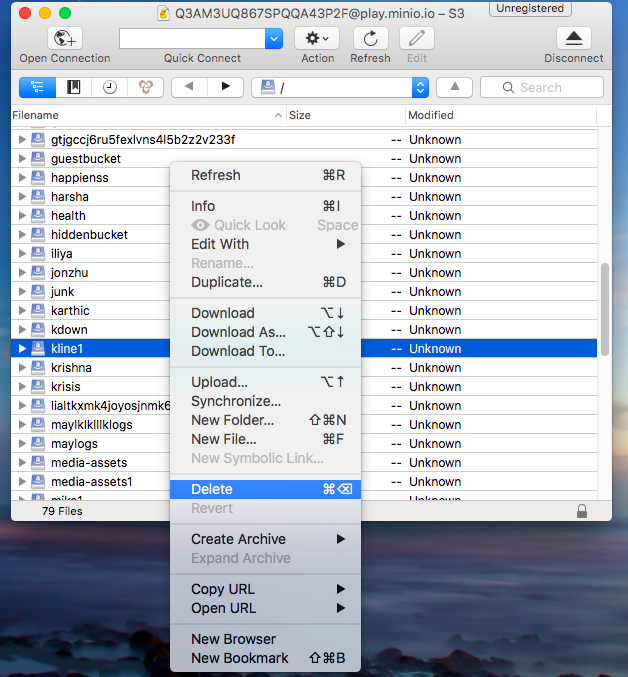 Q3AM3UQ867SPQQA43P2F@play.minio.io – S3
Unregistered
Open Connection Quick Connect Action Refresh Edit Disconnect
/ Search
Filename Size Modified
gtjgccj6ru5fexlvns4l5b2z2v233f -- Unknown
guestbucket -- Unknown
happienss -- Unknown
harsha -- Unknown
health -- Unknown
hiddenbucket -- Unknown
iliya -- Unknown
jonzhu -- Unknown
junk -- Unknown
karthic -- Unknown
kdown -- Unknown
kline1 -- Unknown
krishna -- Unknown
krisis -- Unknown
lialtkxmk4joyosjnmk6 -- Unknown
maylklklllklogs -- Unknown
maylogs -- Unknown
media-assets -- Unknown
media-assets1 -- Unknown
79 Files
Refresh ⌘R
Info ⌘I
Quick Look Space
Edit With
Rename...
Duplicate... ⌘D
Download ⌥↓
Download As... ⌥⇧↓
Download To...
Upload... ⌥↑
Synchronize...
New Folder... ⇧⌘N
New File... ⌘F
New Symbolic Link...
Delete ⌘⌫
Revert
Create Archive
Expand Archive
Copy URL
Open URL
New Browser
New Bookmark ⇧⌘B